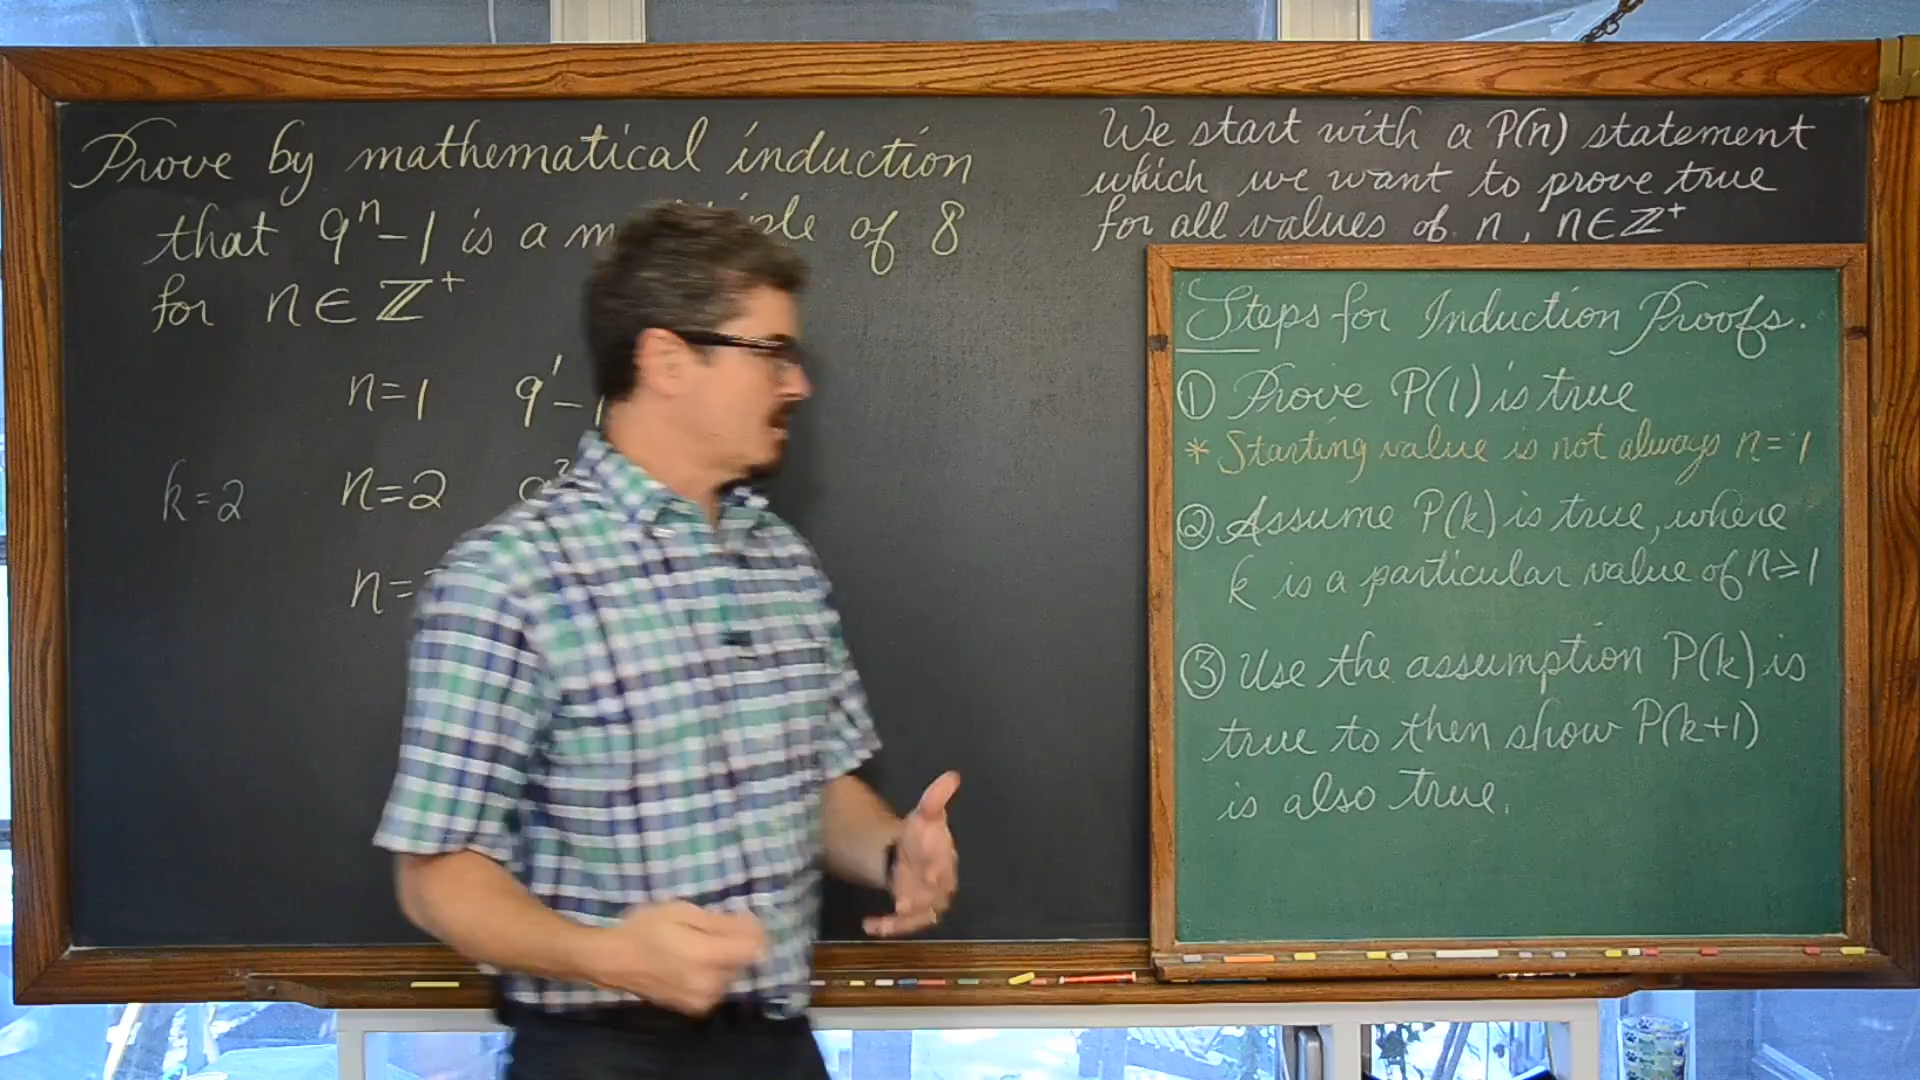 Prove by mathematical induction
that 9ⁿ-1 is a multiple of 8
for n∈ℤ⁺
n=1 9¹-1
k=2 n=2
n=
We start with a P(n) statement
which we want to prove true
for all values of n, n∈ℤ⁺
Steps for Induction Proofs.
① Prove P(1) is true
* Starting value is not always n=1
② Assume P(k) is true, where
k is a particular value of n≥1
③ Use the assumption P(k) is
true to then show P(k+1)
is also true.